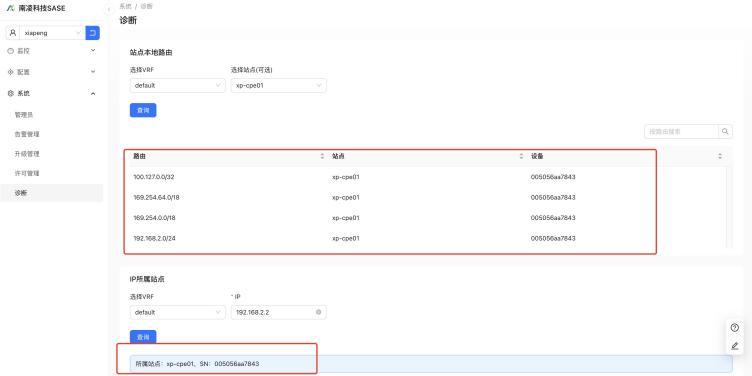 南凌科技SASE
xiapeng
监控
配置
系统
管理员
告警管理
升级管理
许可管理
诊断
系统 / 诊断
诊断
站点本地路由
选择VRF 选择站点(可选)
default xp-cpe01
查询
按路由搜索
路由 站点 设备
100.127.0.0/32 xp-cpe01 005056aa7843
169.254.64.0/18 xp-cpe01 005056aa7843
169.254.0.0/18 xp-cpe01 005056aa7843
192.168.2.0/24 xp-cpe01 005056aa7843
IP所属站点
选择VRF * IP
default 192.168.2.2
查询
所属站点：xp-cpe01，SN：005056aa7843